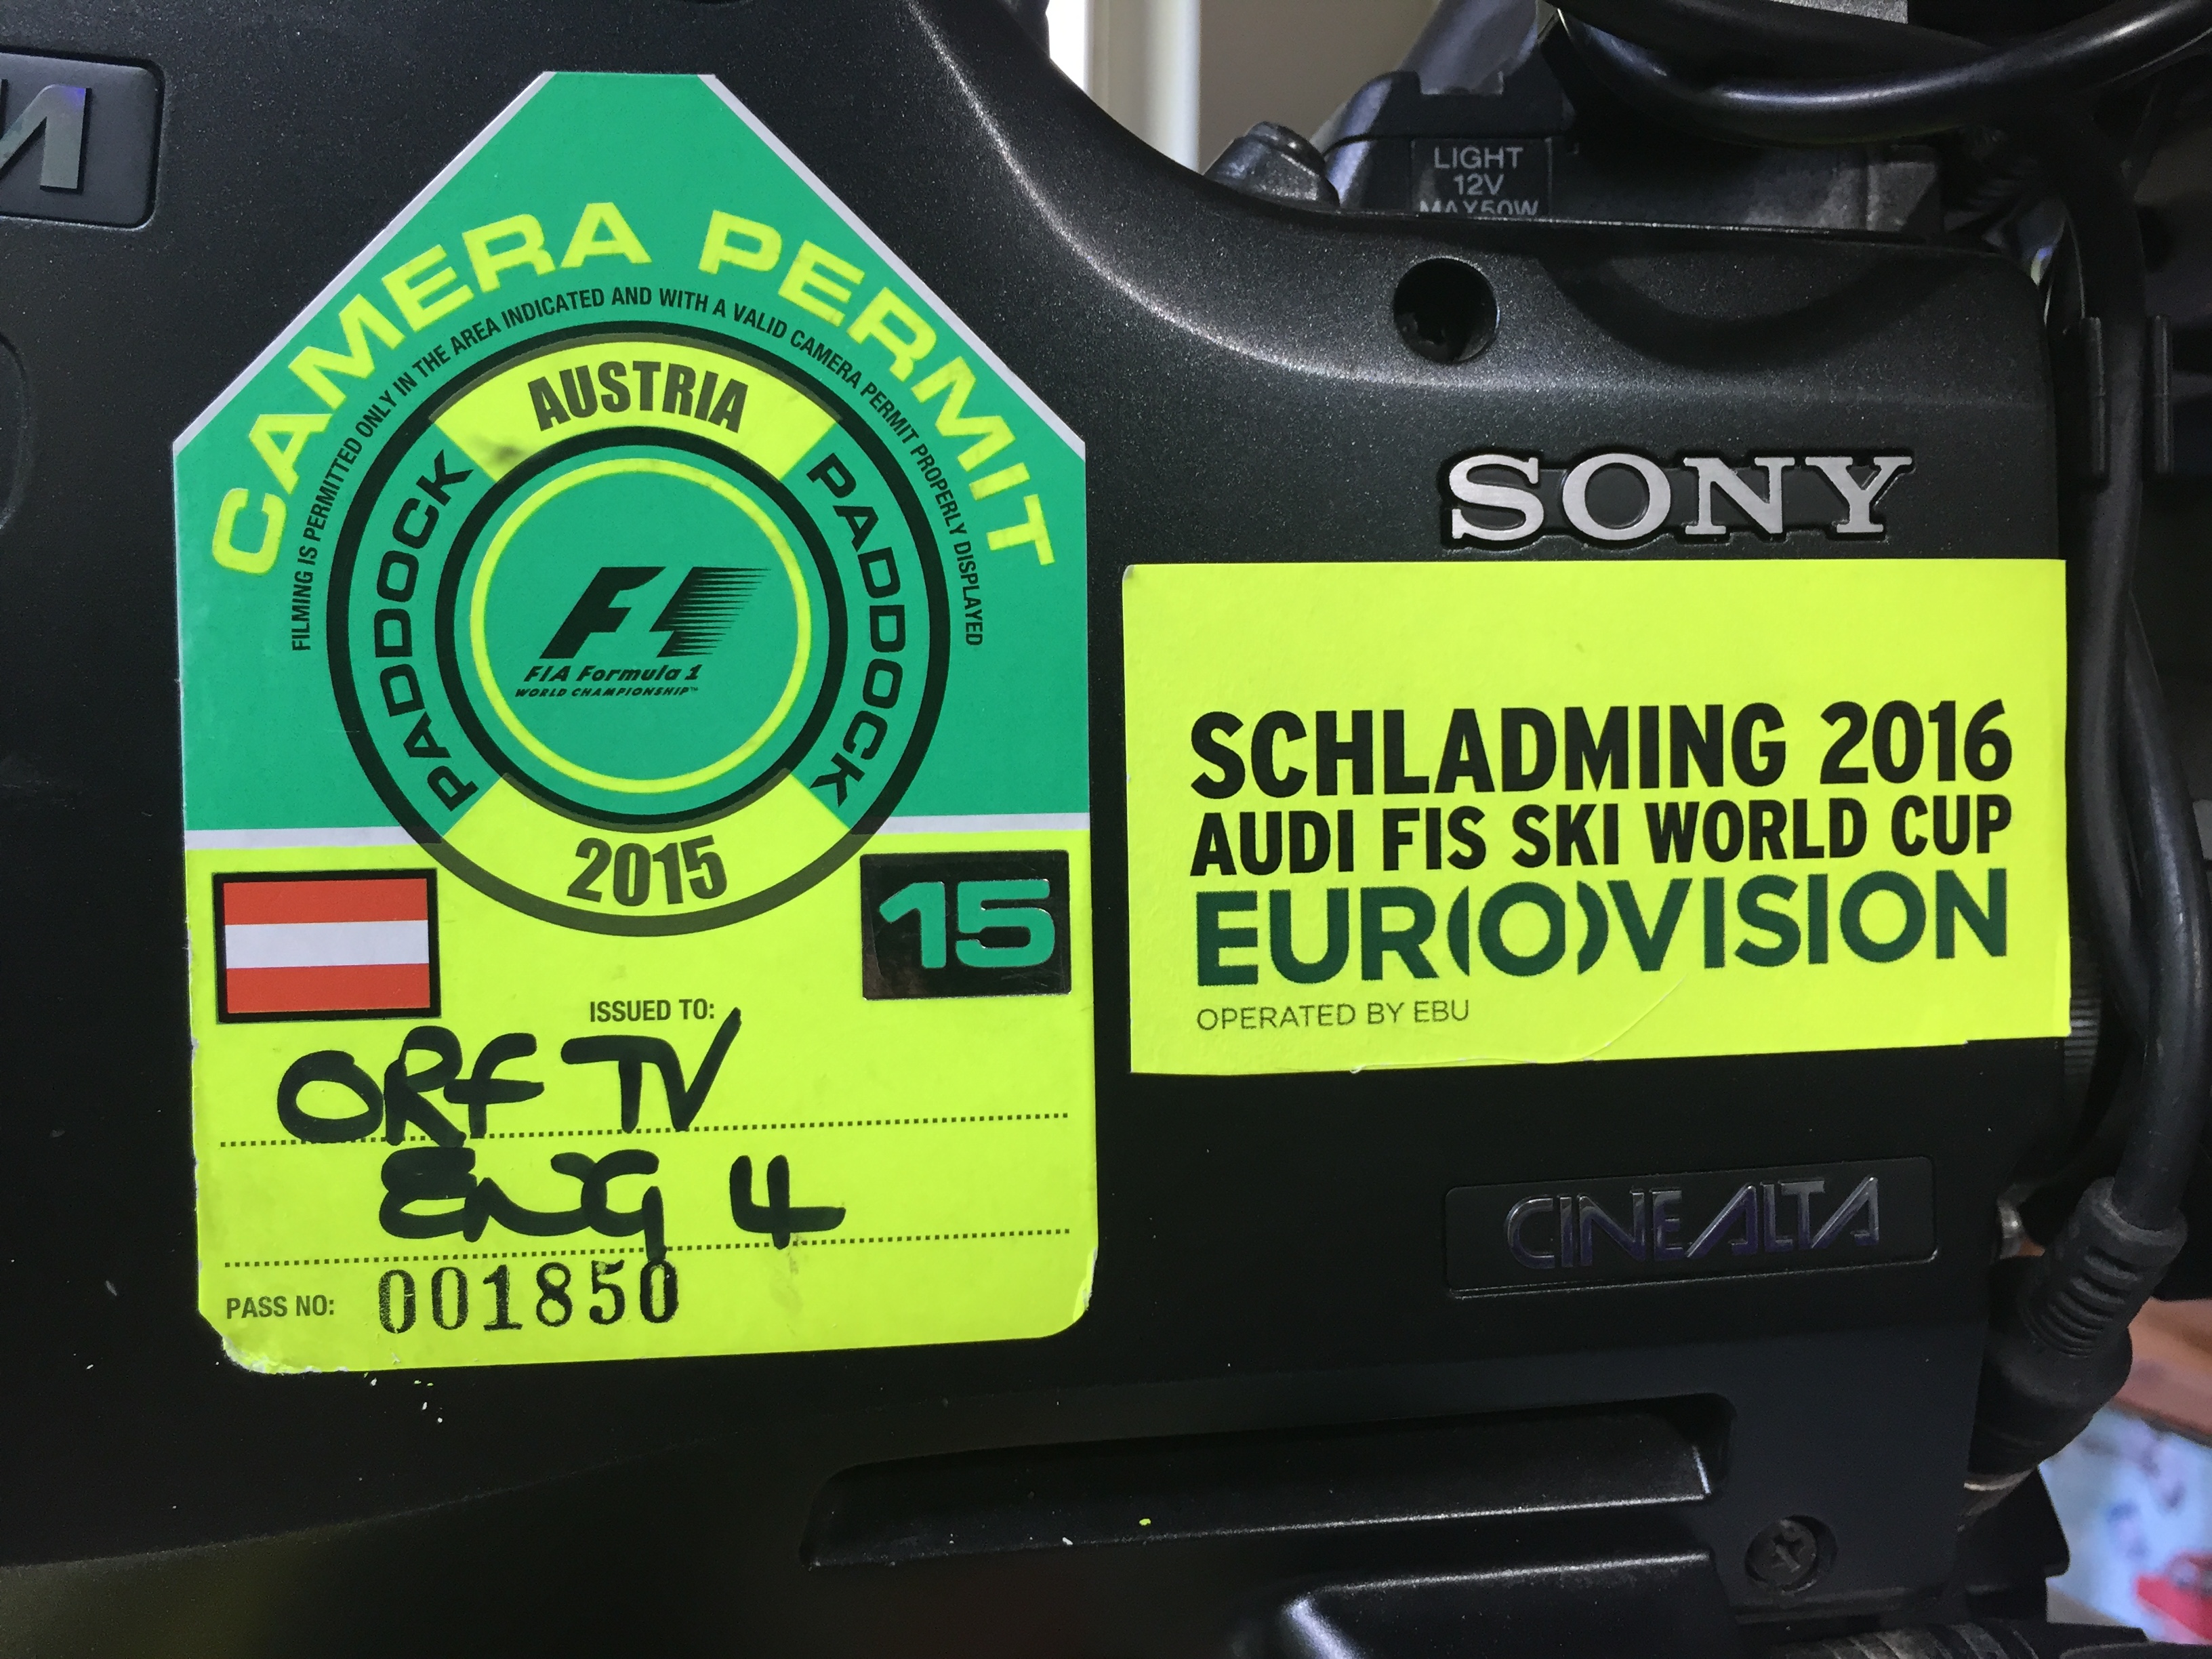 CAMERA PERMIT
FILMING IS PERMITTED ONLY IN THE AREA INDICATED AND WITH A VALID CAMERA PERMIT PROPERLY DISPLAYED
AUSTRIA
PADDOCK
PADDOCK
F1
FIA Formula 1
WORLD CHAMPIONSHIP™
2015
15
ISSUED TO:
ORF TV
ENG 4
PASS NO: 001850
LIGHT
12V
MAX50W
SONY
SCHLADMING 2016
AUDI FIS SKI WORLD CUP
EUR(O)VISION
OPERATED BY EBU
CINEALTA